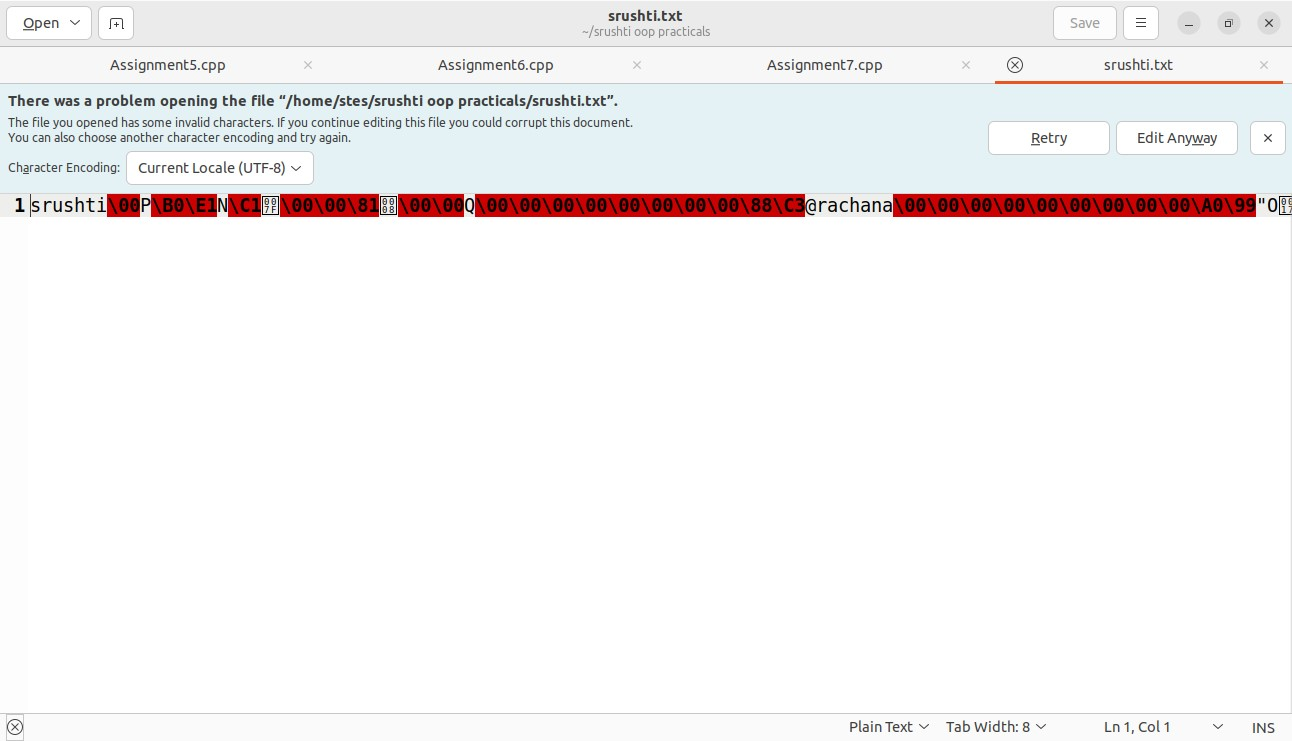 Open
srushti.txt
~/srushti oop practicals
Save
Assignment5.cpp
Assignment6.cpp
Assignment7.cpp
srushti.txt
There was a problem opening the file “/home/stes/srushti oop practicals/srushti.txt”.
The file you opened has some invalid characters. If you continue editing this file you could corrupt this document.
You can also choose another character encoding and try again.
Retry
Edit Anyway
Character Encoding:
Current Locale (UTF-8)
1 srushti\00P\B0\E1N\C1 007F \00\00\81 0008 \00\00Q\00\00\00\00\00\00\00\00\88\C3@rachana\00\00\00\00\00\00\00\00\00\A0\99"O
Plain Text
Tab Width: 8
Ln 1, Col 1
INS